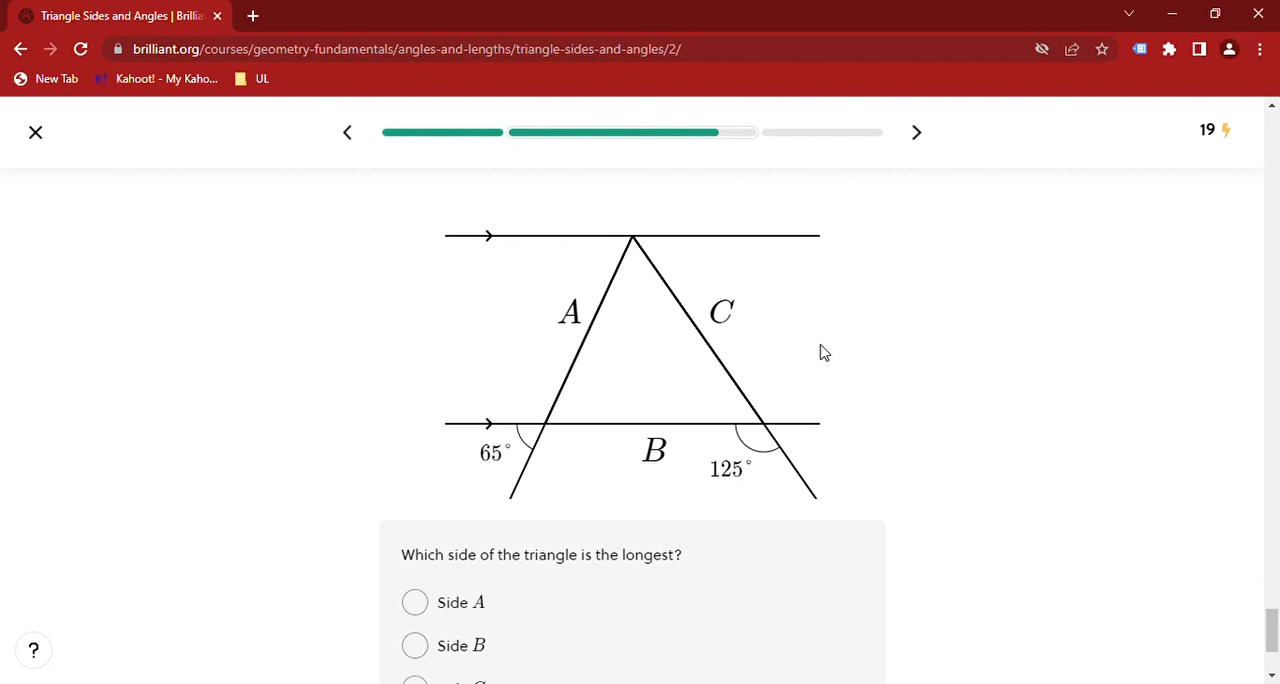 Triangle Sides and Angles | Brillia
brilliant.org/courses/geometry-fundamentals/angles-and-lengths/triangle-sides-and-angles/2/
New Tab K! Kahoot! - My Kaho... UL
19
A C
65° B 125°
Which side of the triangle is the longest?
Side A
Side B
?